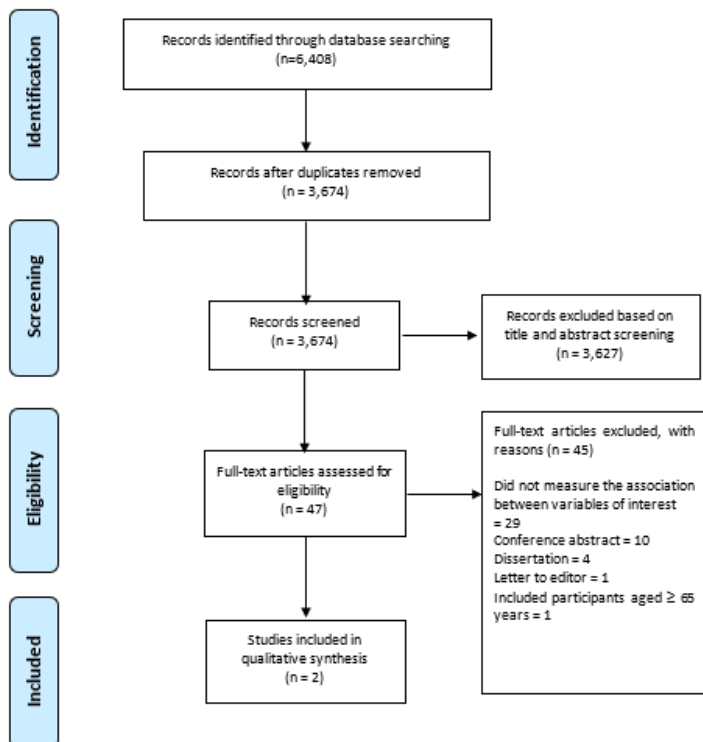 Identification
Records identified through database searching
(n=6,408)
Records after duplicates removed
(n = 3,674)
Screening
Records screened
(n = 3,674)
Records excluded based on
title and abstract screening
(n = 3,627)
Eligibility
Full-text articles assessed for
eligibility
(n = 47)
Full-text articles excluded, with
reasons (n = 45)
Did not measure the association
between variables of interest
= 29
Conference abstract = 10
Dissertation = 4
Letter to editor = 1
Included participants aged ≥ 65
years = 1
Included
Studies included in
qualitative synthesis
(n = 2)